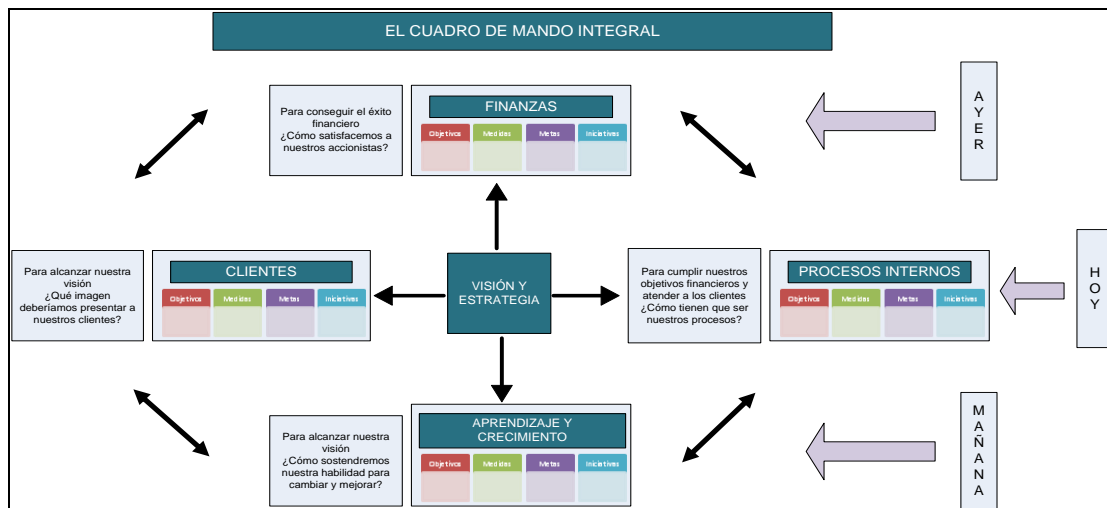 EL CUADRO DE MANDO INTEGRAL
Para conseguir el éxito
financiero
¿Cómo satisfacemos a
nuestros accionistas?
FINANZAS
Objetivos Medidas Metas Iniciativas
A
Y
E
R
Para alcanzar nuestra
visión
¿Qué imagen
deberíamos presentar a
nuestros clientes?
CLIENTES
Objetivos Medidas Metas Iniciativas
VISIÓN Y
ESTRATEGIA
Para cumplir nuestros
objetivos financieros y
atender a los clientes
¿Cómo tienen que ser
nuestros procesos?
PROCESOS INTERNOS
Objetivos Medidas Metas Iniciativas
H
O
Y
Para alcanzar nuestra
visión
¿Cómo sostendremos
nuestra habilidad para
cambiar y mejorar?
APRENDIZAJE Y
CRECIMIENTO
Objetivos Medidas Metas Iniciativas
M
A
Ñ
A
N
A